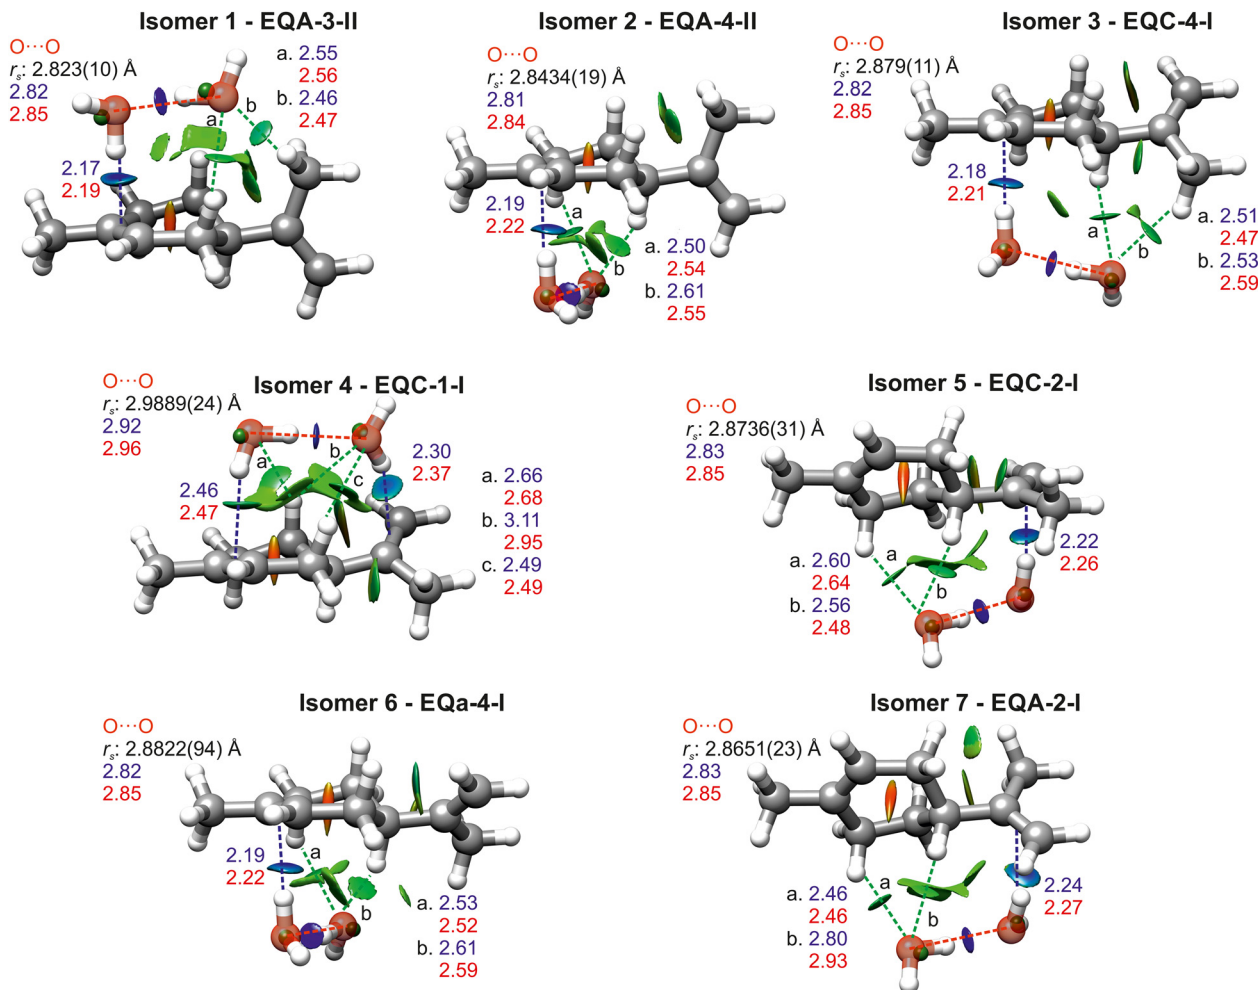 Isomer 1 - EQA-3-II
O···O
rs: 2.823(10) Å
2.82
2.85
a. 2.55
2.56
b. 2.46
2.47
b
a
2.17
2.19
Isomer 2 - EQA-4-II
O···O
rs: 2.8434(19) Å
2.81
2.84
2.19
2.22
a
b
a. 2.50
2.54
b. 2.61
2.55
Isomer 3 - EQC-4-I
O···O
rs: 2.879(11) Å
2.82
2.85
2.18
2.21
a
b
a. 2.51
2.47
b. 2.53
2.59
Isomer 4 - EQC-1-I
O···O
rs: 2.9889(24) Å
2.92
2.96
a
b
c
2.30
2.37
2.46
2.47
a. 2.66
2.68
b. 3.11
2.95
c. 2.49
2.49
Isomer 5 - EQC-2-I
O···O
rs: 2.8736(31) Å
2.83
2.85
2.22
2.26
a
b
a. 2.60
2.64
b. 2.56
2.48
Isomer 6 - EQa-4-I
O···O
rs: 2.8822(94) Å
2.82
2.85
2.19
2.22
a
b
a. 2.53
2.52
b. 2.61
2.59
Isomer 7 - EQA-2-I
O···O
rs: 2.8651(23) Å
2.83
2.85
a
b
2.24
2.27
a. 2.46
2.46
b. 2.80
2.93